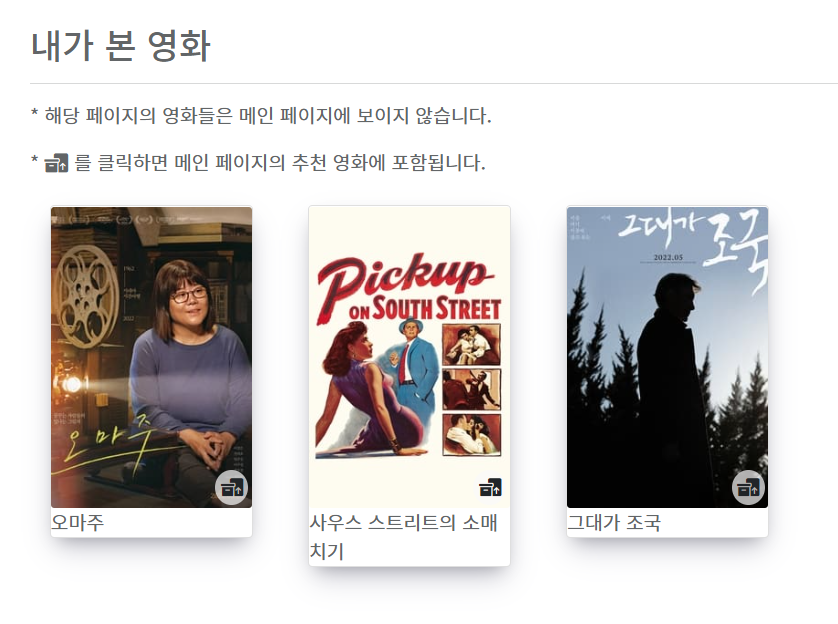 내가 본 영화
* 해당 페이지의 영화들은 메인 페이지에 보이지 않습니다.
* 를 클릭하면 메인 페이지의 추천 영화에 포함됩니다.
1962
2022
오마주
Pickup
ON SOUTH STREET
그대가 조국
2022.05
오마주
사우스 스트리트의 소매
치기
그대가 조국